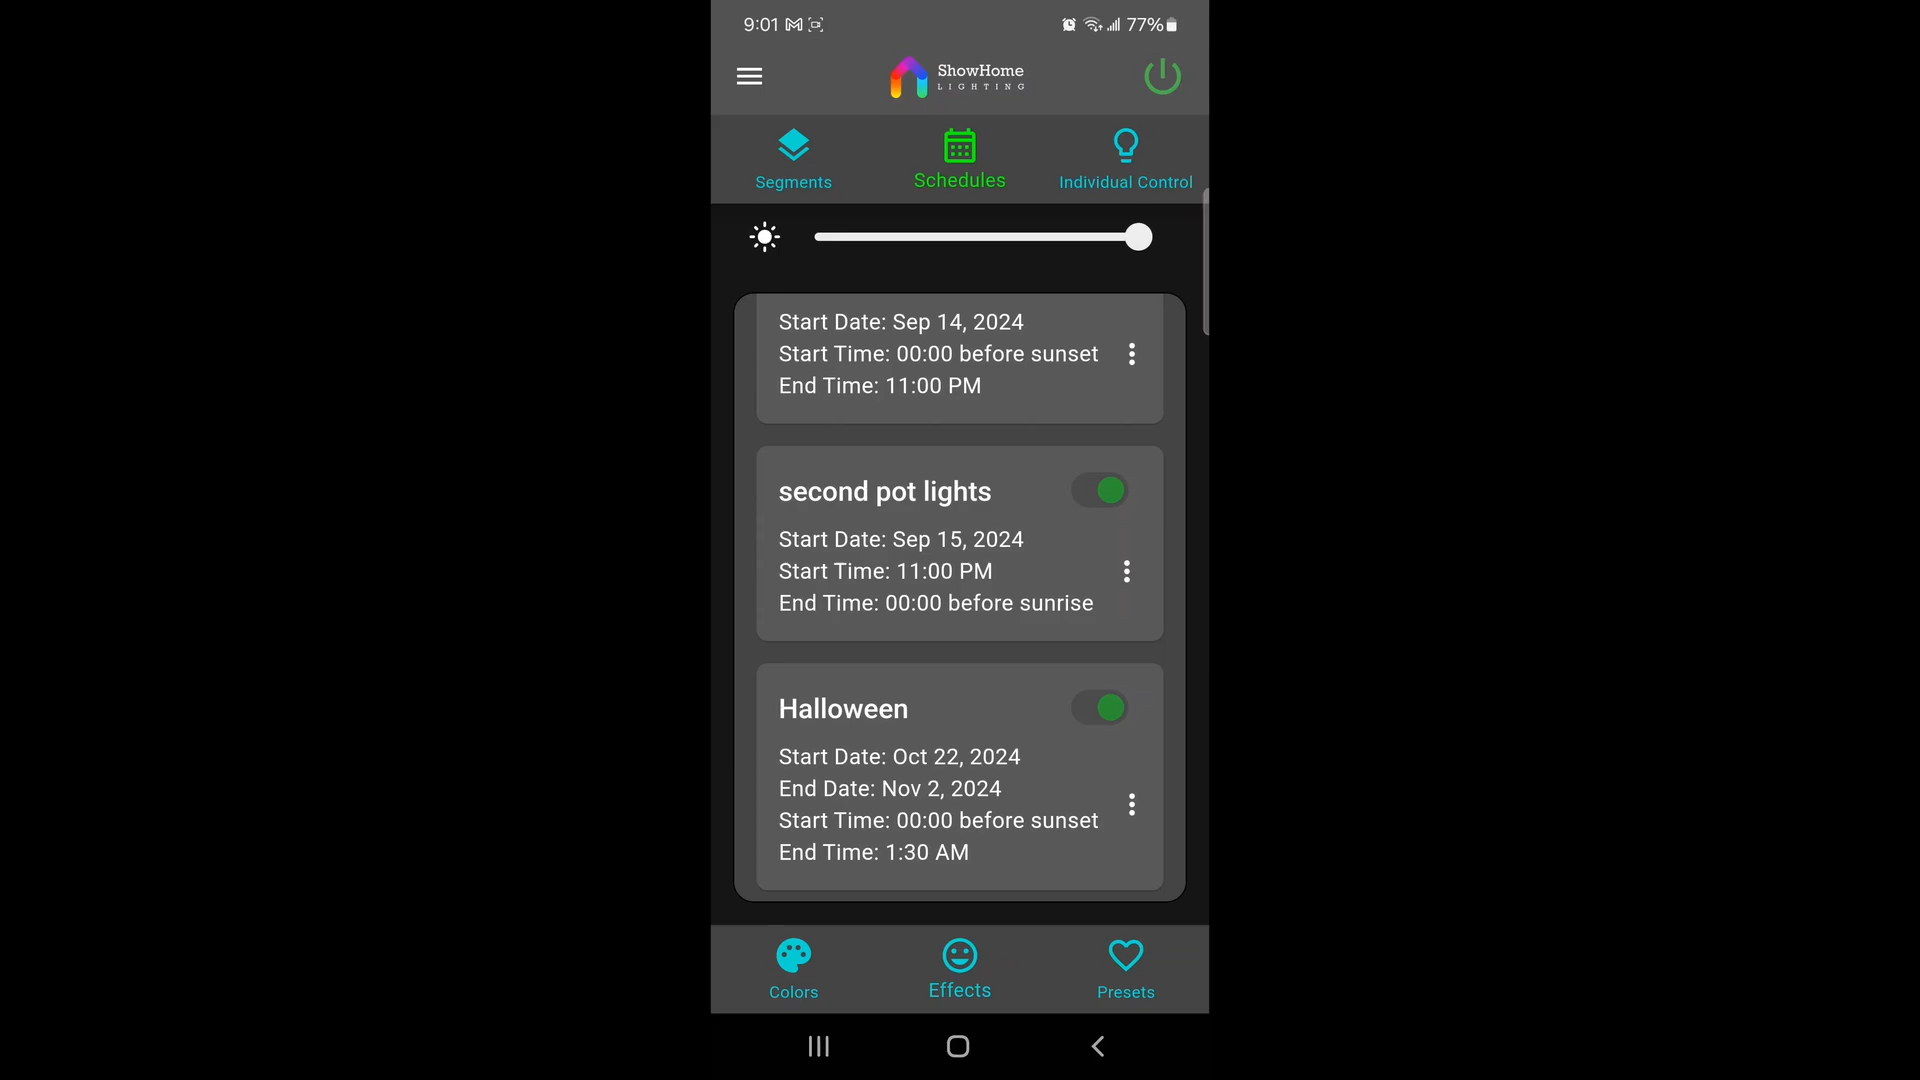 9:01 77%
ShowHome
LIGHTING
Segments Schedules Individual Control
Start Date: Sep 14, 2024
Start Time: 00:00 before sunset
End Time: 11:00 PM
second pot lights
Start Date: Sep 15, 2024
Start Time: 11:00 PM
End Time: 00:00 before sunrise
Halloween
Start Date: Oct 22, 2024
End Date: Nov 2, 2024
Start Time: 00:00 before sunset
End Time: 1:30 AM
Colors Effects Presets